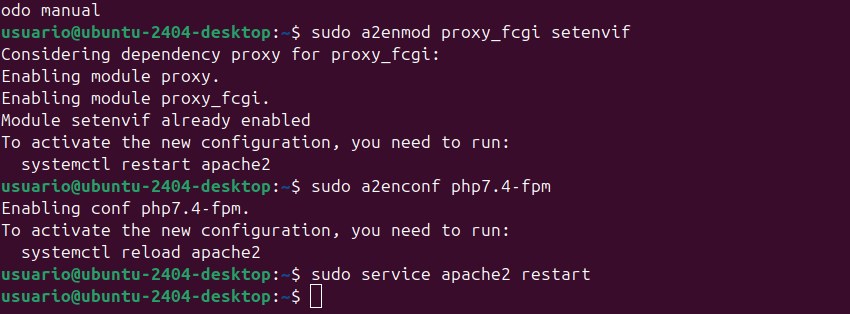 odo manual
usuario@ubuntu-2404-desktop:~$ sudo a2enmod proxy_fcgi setenvif
Considering dependency proxy for proxy_fcgi:
Enabling module proxy.
Enabling module proxy_fcgi.
Module setenvif already enabled
To activate the new configuration, you need to run:
  systemctl restart apache2
usuario@ubuntu-2404-desktop:~$ sudo a2enconf php7.4-fpm
Enabling conf php7.4-fpm.
To activate the new configuration, you need to run:
  systemctl reload apache2
usuario@ubuntu-2404-desktop:~$ sudo service apache2 restart
usuario@ubuntu-2404-desktop:~$